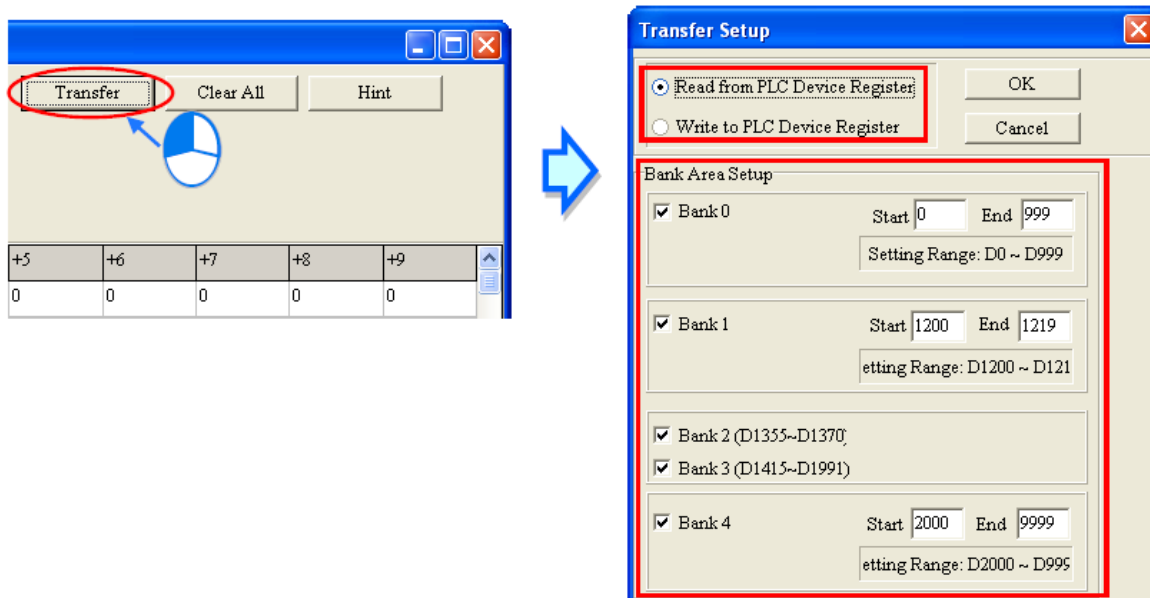 Transfer
Clear All
Hint
+5 +6 +7 +8 +9
0 0 0 0 0
Transfer Setup
Read from PLC Device Register
OK
Write to PLC Device Register
Cancel
Bank Area Setup
Bank 0 Start 0 End 999
Setting Range: D0 ~ D999
Bank 1 Start 1200 End 1219
etting Range: D1200 ~ D121
Bank 2 (D1355~D1370)
Bank 3 (D1415~D1991)
Bank 4 Start 2000 End 9999
etting Range: D2000 ~ D999